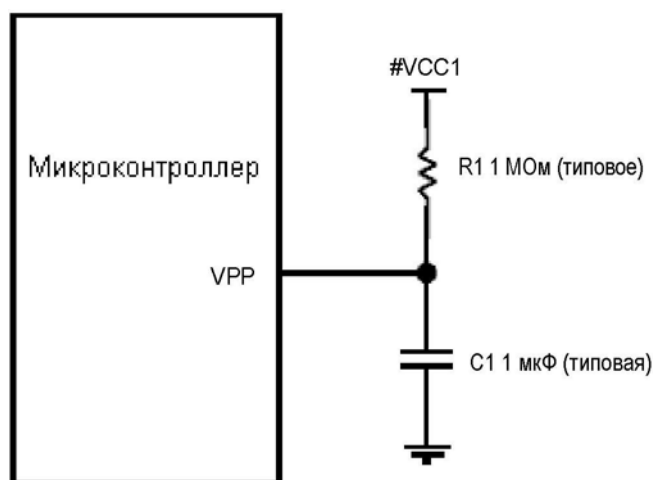 #VCC1
Микроконтроллер
R1 1 МОм (типовое)
VPP
C1 1 мкФ (типовая)